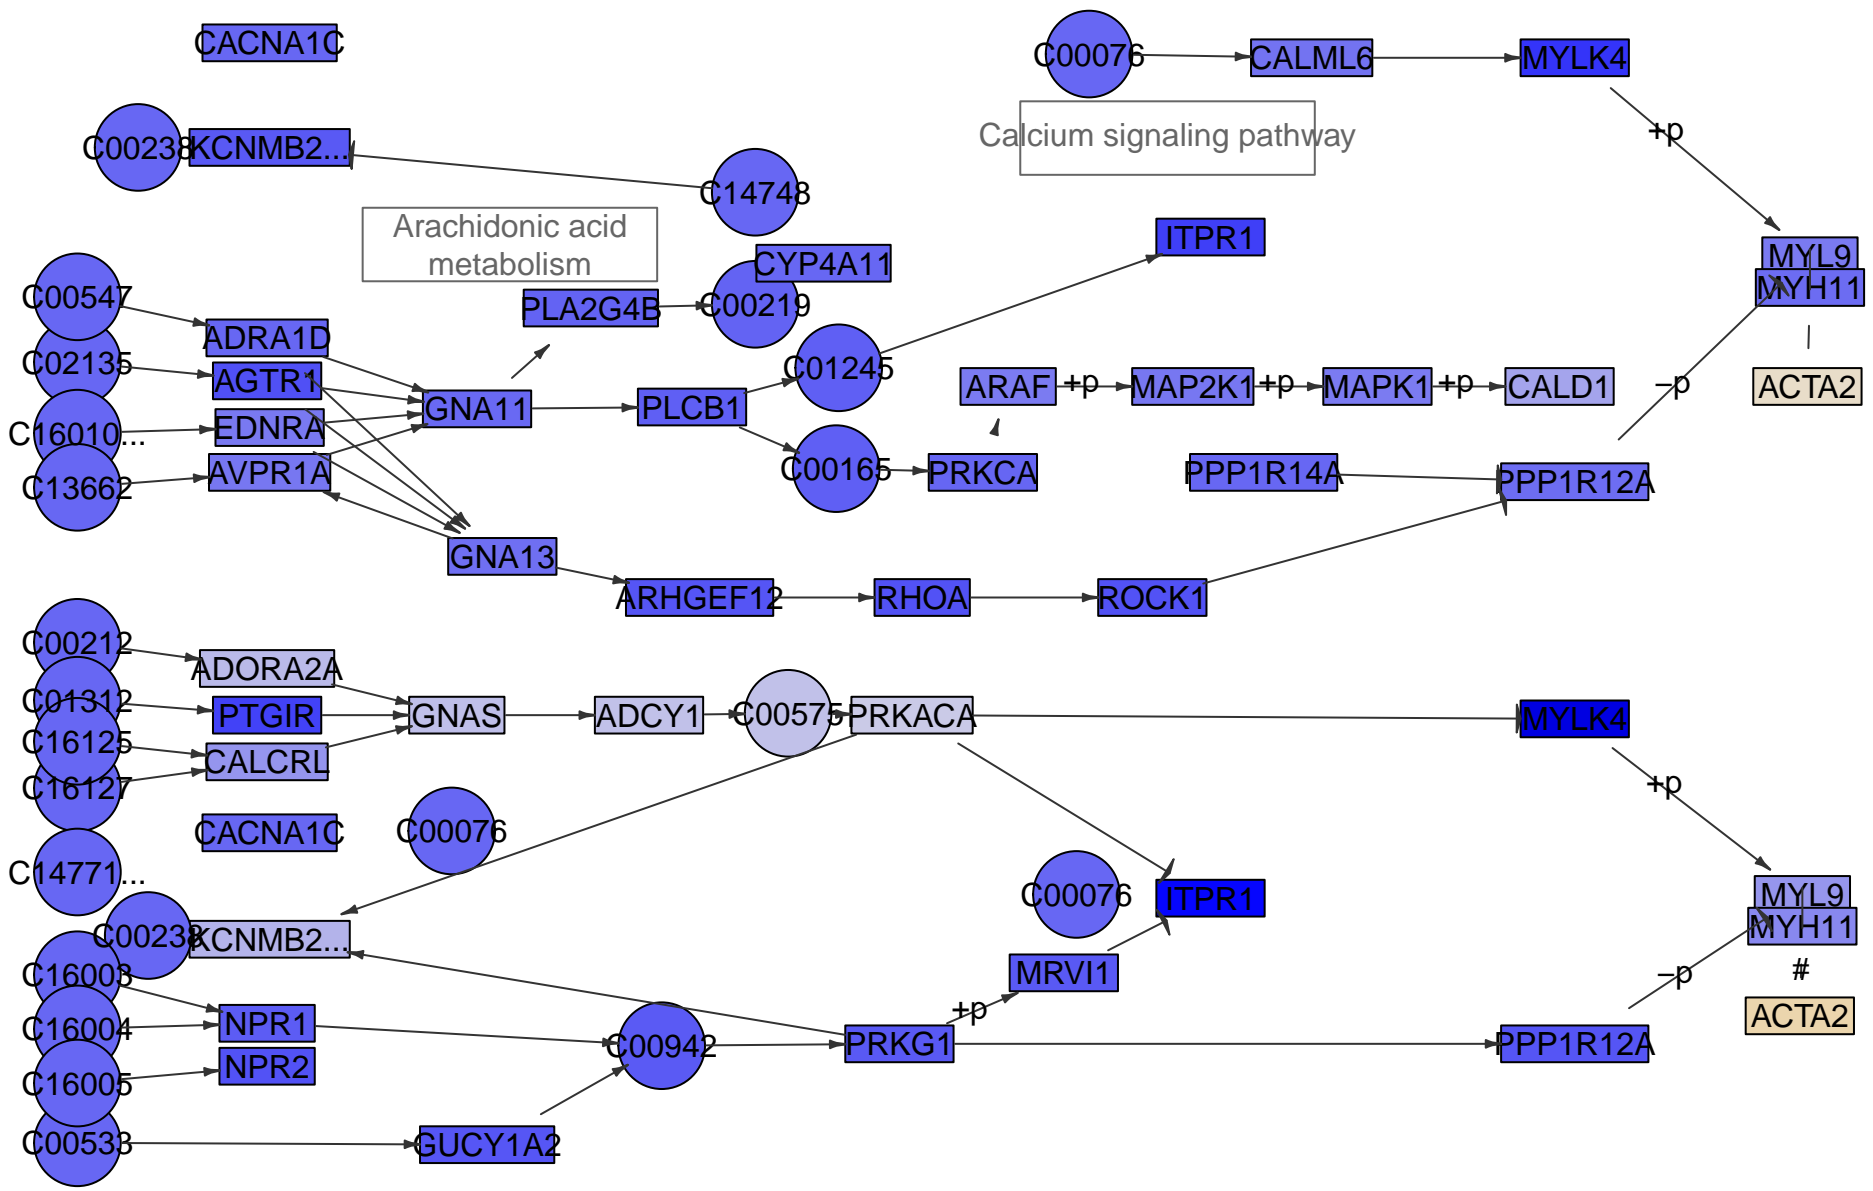 CACNA1C
C00076
CALML6
MYLK4
+p
C00238
KCNMB2...
Calcium signaling pathway
C14748
Arachidonic acid
metabolism
ITPR1
CYP4A11
MYL9
MYH11
C00547
PLA2G4B
C00219
ADRA1D
C02135
AGTR1
C01245
ARAF
+p
MAP2K1
+p
MAPK1
+p
CALD1
–p
ACTA2
GNA11
PLCB1
C16010...
EDNRA
C13662
AVPR1A
C00165
PRKCA
PPP1R14A
PPP1R12A
GNA13
ARHGEF12
RHOA
ROCK1
C00212
ADORA2A
C01312
PTGIR
GNAS
ADCY1
C00575
PRKACA
MYLK4
C16125
CALCRL
C16127
+p
CACNA1C
C00076
C14771...
C00076
ITPR1
MYL9
MYH11
C00238
KCNMB2...
C16003
MRVI1
–p
#
+p
C16004
NPR1
ACTA2
C00942
PRKG1
PPP1R12A
NPR2
C16005
C00533
GUCY1A2